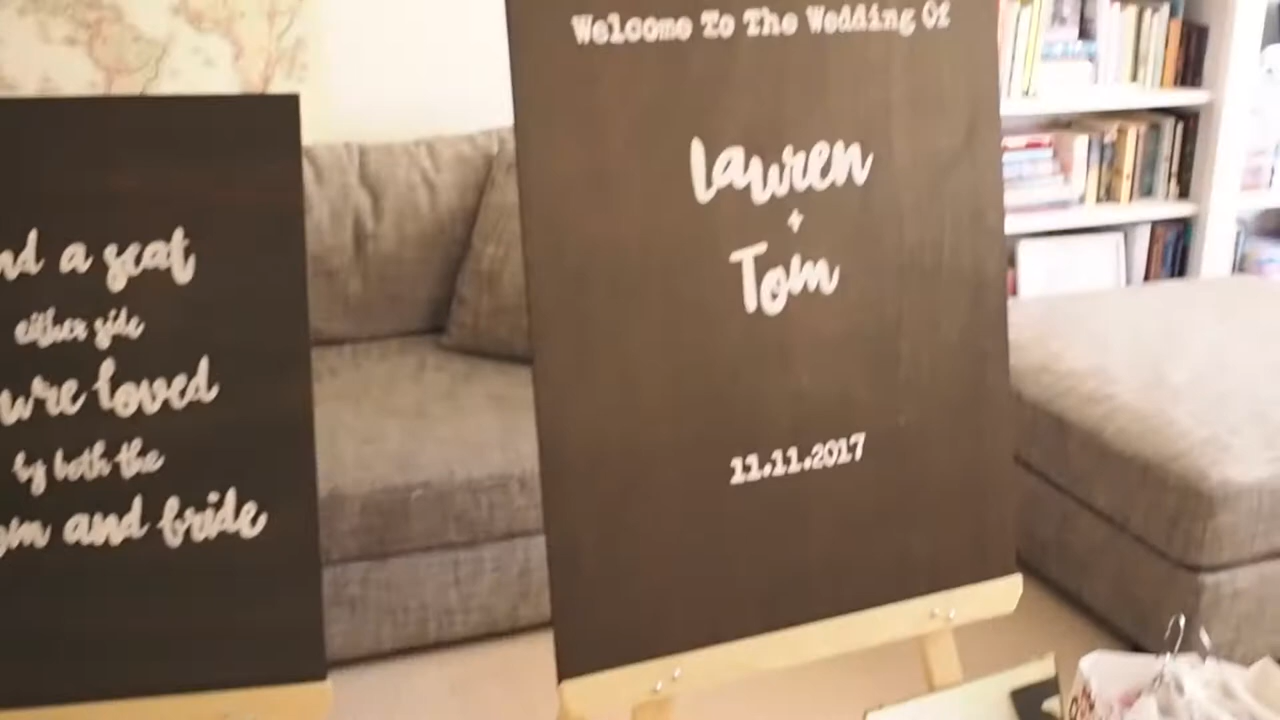 Welcome To The Wedding Of
Lauren
+
Tom
11.11.2017
a seat
either side
loved
by both the
and bride